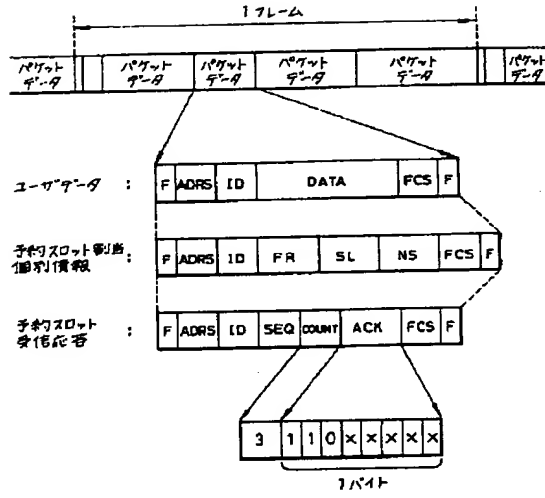 1フレーム
パケット データ パケット データ パケット データ パケット データ パケット データ パケット データ
ユーザデータ : F ADRS ID DATA FCS F
予約スロット割当 個別情報 : F ADRS ID FR SL NS FCS F
予約スロット 受信応答 : F ADRS ID SEQ COUNT ACK FCS F
3 1 1 0 × × × × ×
1バイト